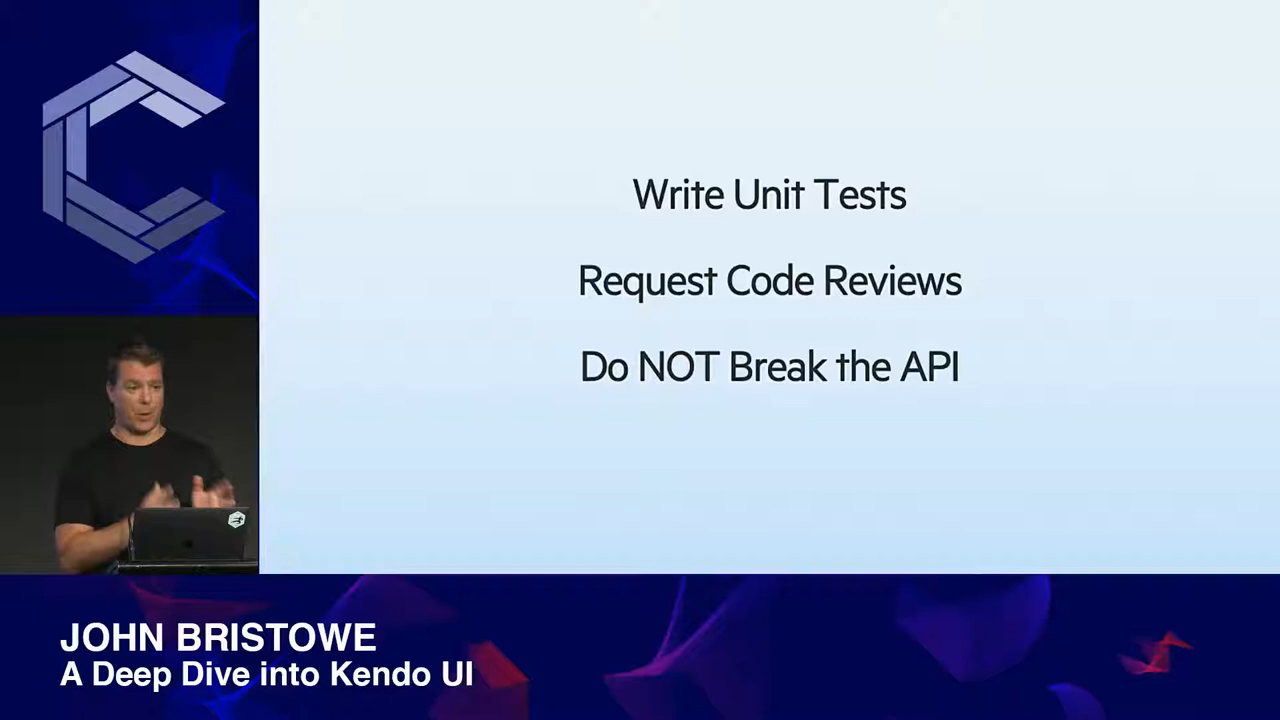 Write Unit Tests
Request Code Reviews
Do NOT Break the API
JOHN BRISTOWE
A Deep Dive into Kendo UI